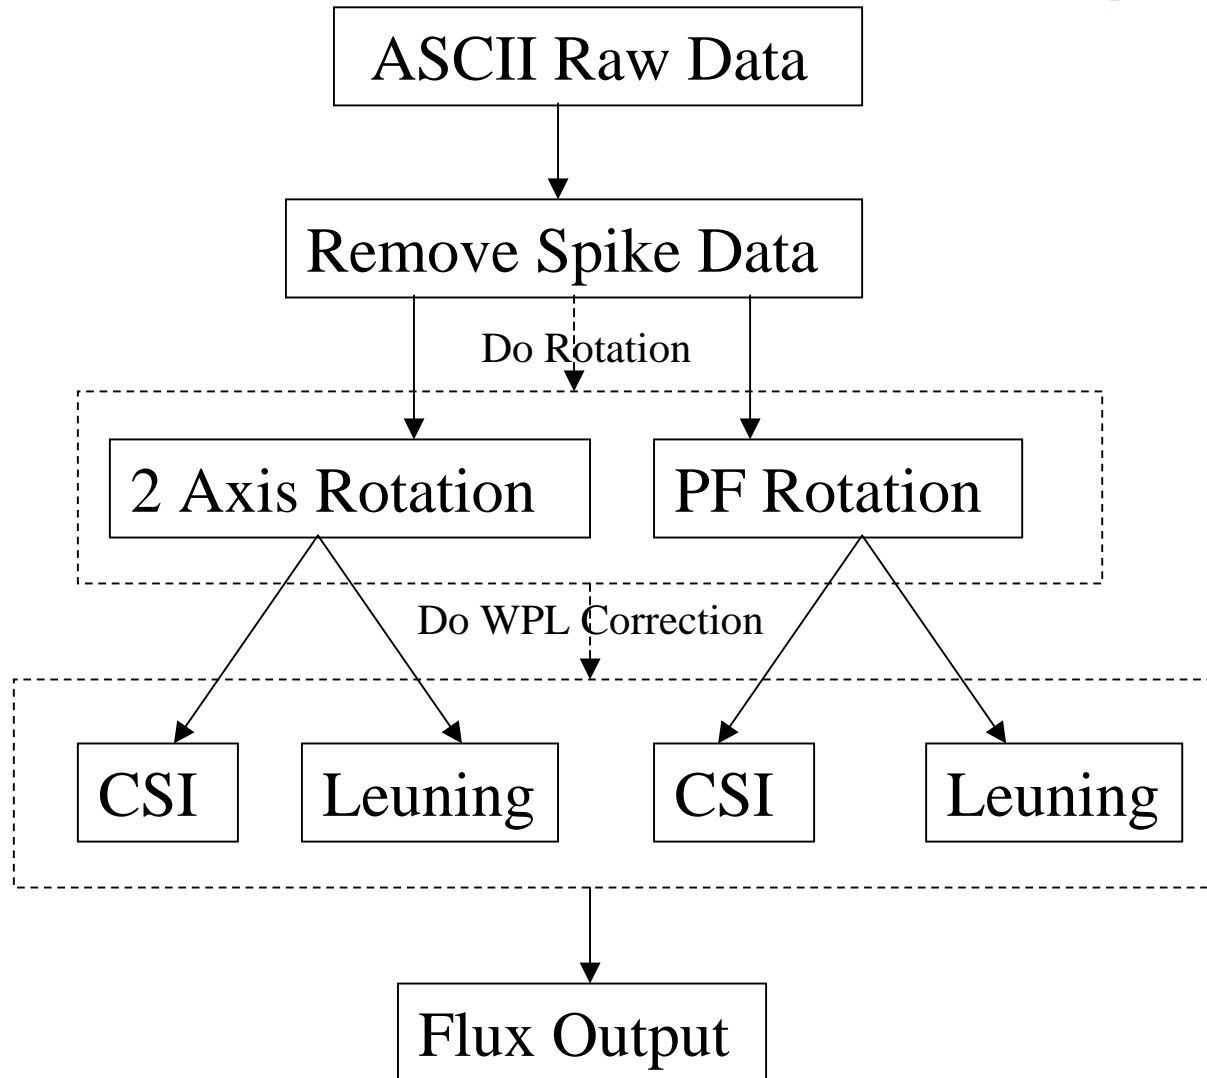 ASCII Raw Data
Remove Spike Data
Do Rotation
2 Axis Rotation
PF Rotation
Do WPL Correction
CSI
Leuning
CSI
Leuning
Flux Output